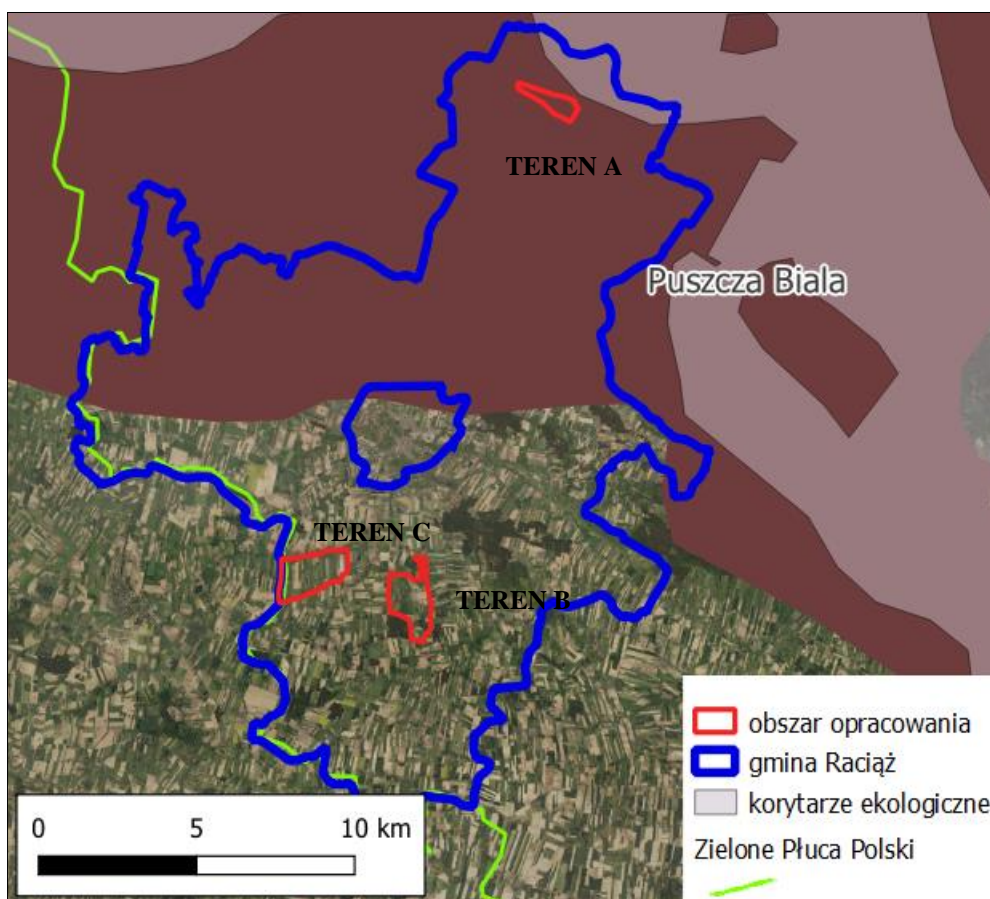 TEREN A
Puszcza Biala
TEREN C
TEREN B
obszar opracowania
gmina Raciąż
korytarze ekologiczne
Zielone Płuca Polski
0 5 10 km